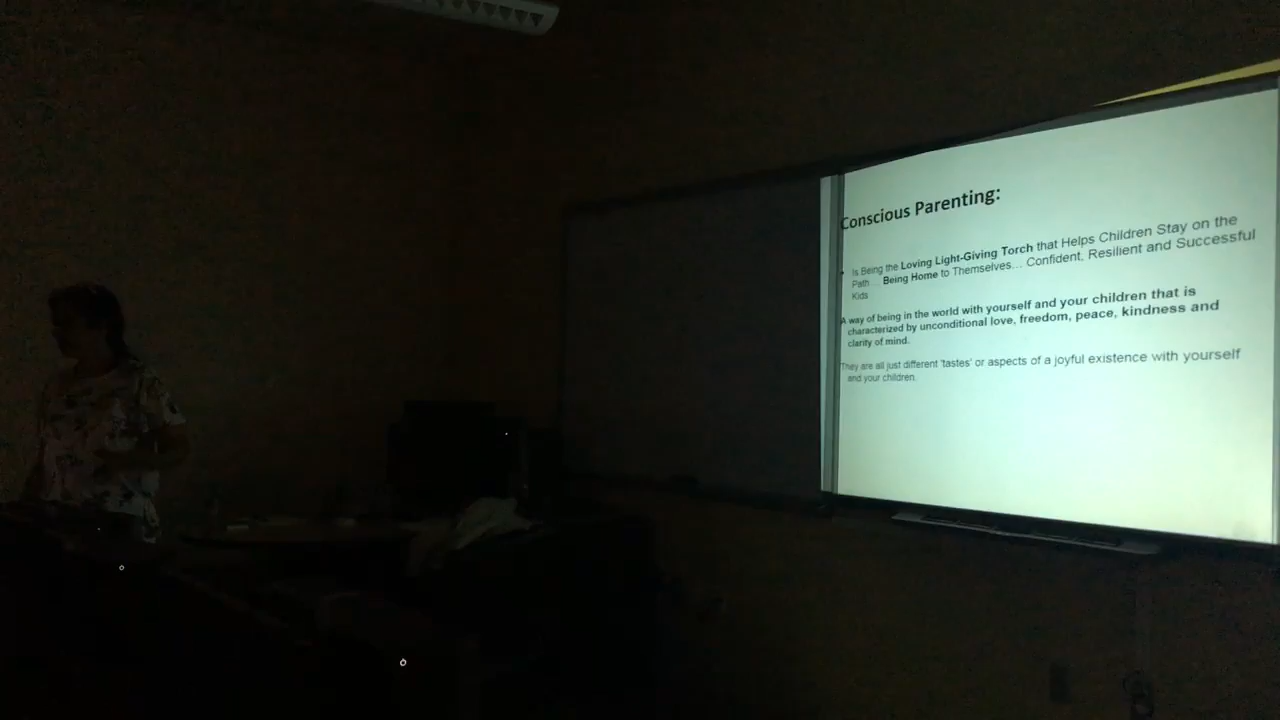 Conscious Parenting:
• Is Being the Loving Light-Giving Torch that Helps Children Stay on the
Path... Being Home to Themselves... Confident, Resilient and Successful
Kids
A way of being in the world with yourself and your children that is
characterized by unconditional love, freedom, peace, kindness and
clarity of mind.
They are all just different 'tastes' or aspects of a joyful existence with yourself
and your children.